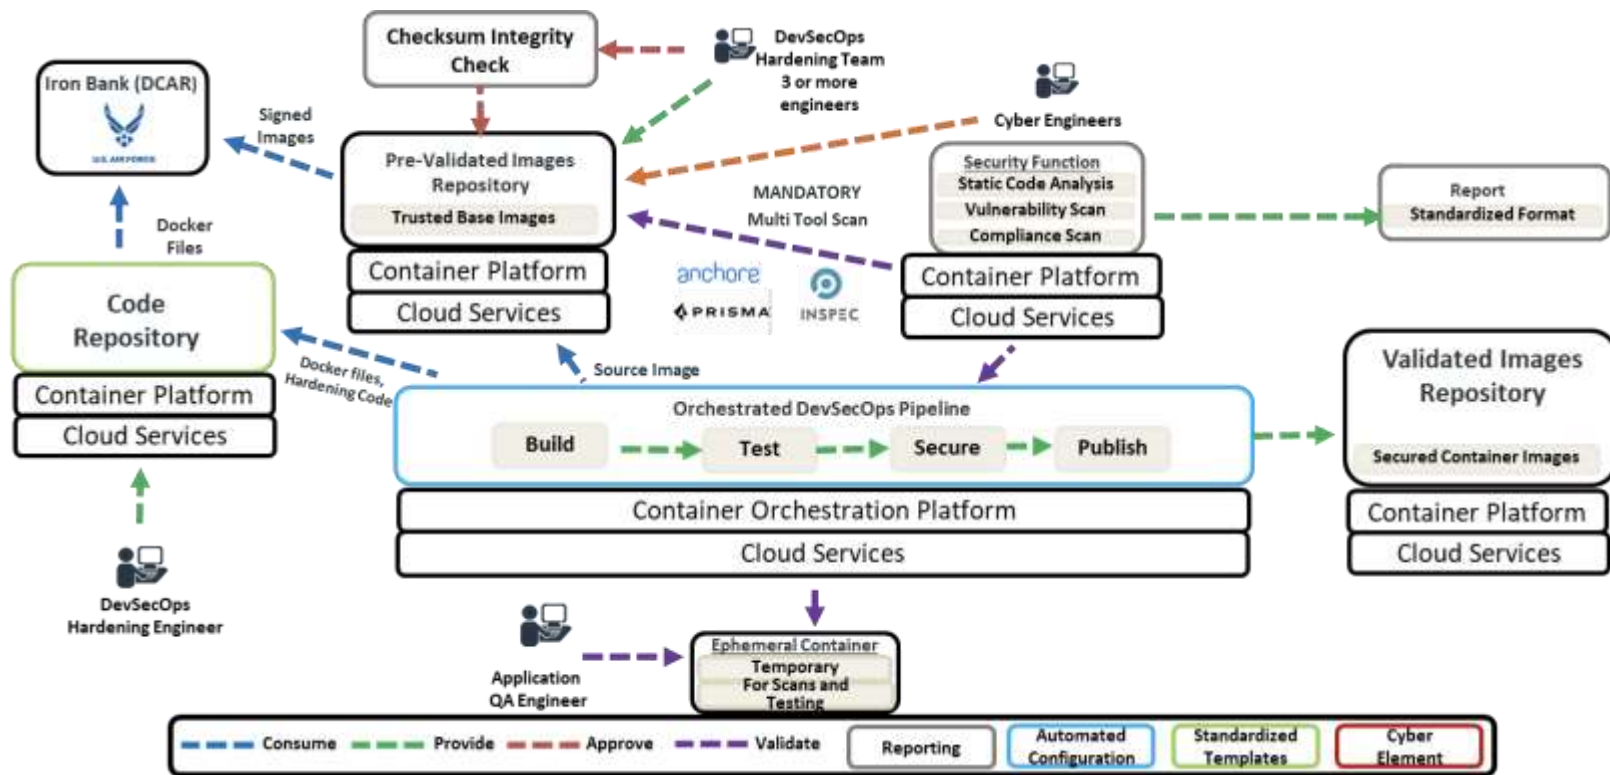 Checksum Integrity
Check
DevSecOps
Hardening Team
3 or more
engineers
Iron Bank (DCAR)
U.S. AIR FORCE
Signed
Images
Cyber Engineers
Pre-Validated Images
Repository
Trusted Base Images
Container Platform
Cloud Services
MANDATORY
Multi Tool Scan
anchore
PRISMA
INSPEC
Security Function
Static Code Analysis
Vulnerability Scan
Compliance Scan
Container Platform
Cloud Services
Report
Standardized Format
Docker
Files
Code
Repository
Container Platform
Cloud Services
Docker files,
Hardening Code
Source Image
Orchestrated DevSecOps Pipeline
Build
Test
Secure
Publish
Container Orchestration Platform
Cloud Services
Validated Images
Repository
Secured Container Images
Container Platform
Cloud Services
DevSecOps
Hardening Engineer
Application
QA Engineer
Ephemeral Container
Temporary
For Scans and
Testing
Consume
Provide
Approve
Validate
Reporting
Automated
Configuration
Standardized
Templates
Cyber
Element